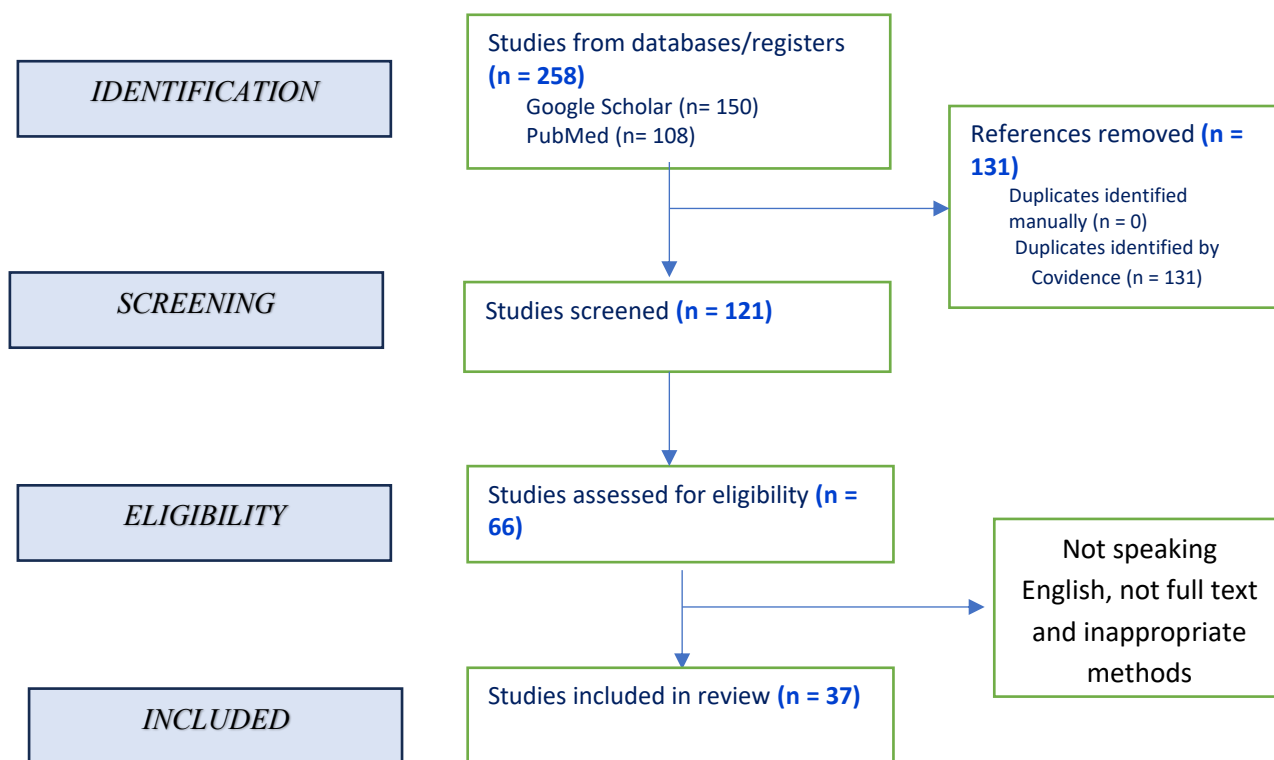 IDENTIFICATION
Studies from databases/registers
(n = 258)
Google Scholar (n= 150)
PubMed (n= 108)
References removed (n =
131)
Duplicates identified
manually (n = 0)
Duplicates identified by
Covidence (n = 131)
SCREENING
Studies screened (n = 121)
ELIGIBILITY
Studies assessed for eligibility (n =
66)
Not speaking
English, not full text
and inappropriate
methods
INCLUDED
Studies included in review (n = 37)